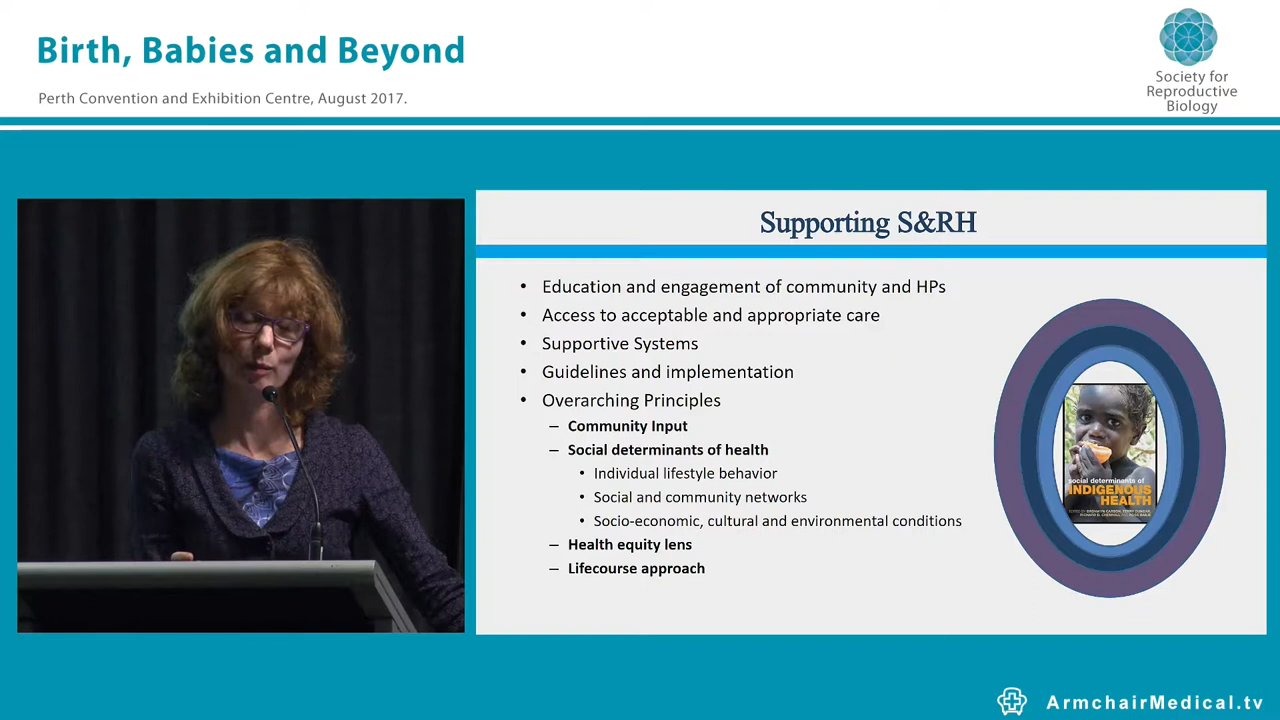 Birth, Babies and Beyond
Perth Convention and Exhibition Centre, August 2017.
Society for
Reproductive
Biology
Supporting S&RH
• Education and engagement of community and HPs
• Access to acceptable and appropriate care
• Supportive Systems
• Guidelines and implementation
• Overarching Principles
– Community Input
– Social determinants of health
• Individual lifestyle behavior
• Social and community networks
• Socio-economic, cultural and environmental conditions
– Health equity lens
– Lifecourse approach
social determinants of
INDIGENOUS
HEALTH
ArmchairMedical.tv